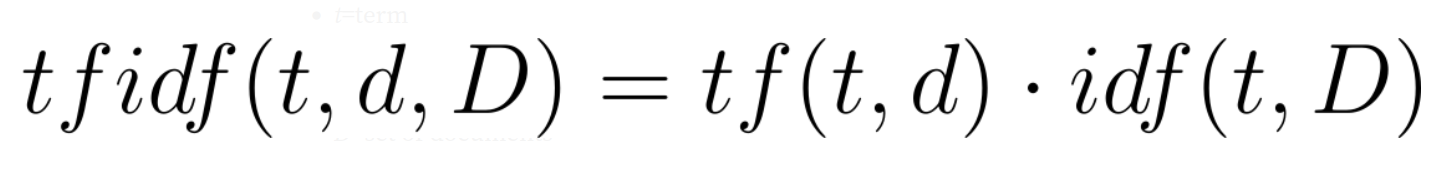 • t=term
tfidf(t, d, D) = tf(t, d) · idf(t, D)